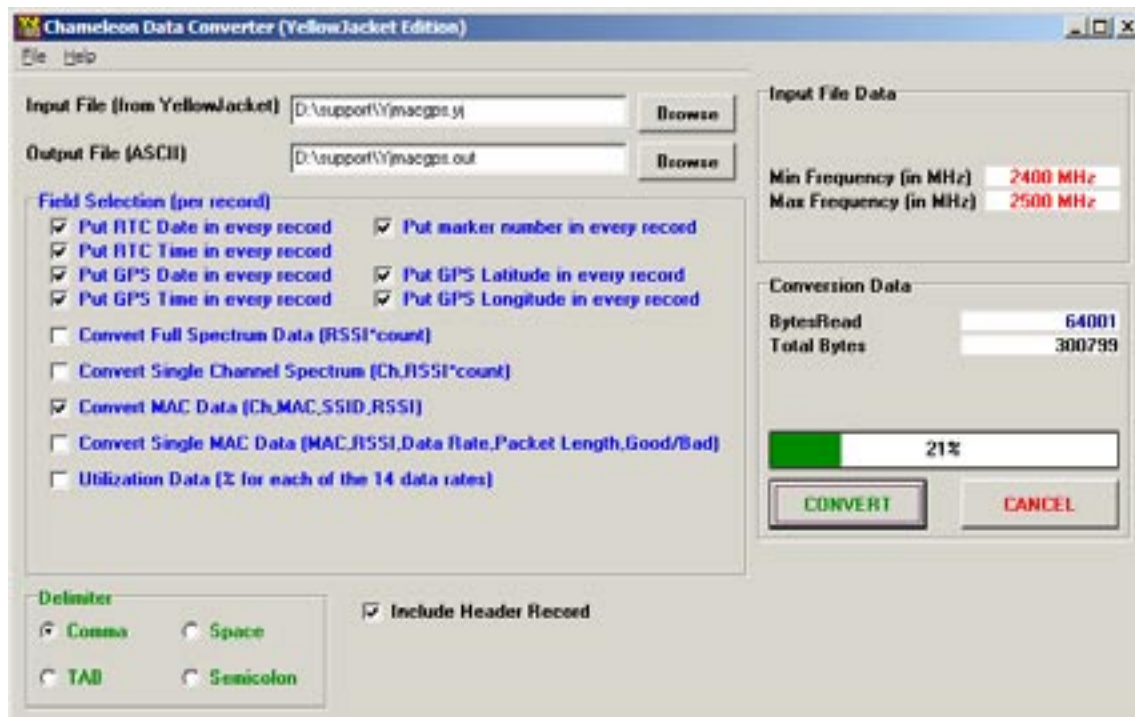 Chameleon Data Converter (YellowJacket Edition)
File Help
Input File (from YellowJacket) D:\support\Yjmacgps.yj Browse
Output File (ASCII) D:\support\Yjmacgps.out Browse
Field Selection (per record)
Put RTC Date in every record Put marker number in every record
Put RTC Time in every record
Put GPS Date in every record Put GPS Latitude in every record
Put GPS Time in every record Put GPS Longitude in every record
Convert Full Spectrum Data (RSSI*count)
Convert Single Channel Spectrum (Ch,RSSI*count)
Convert MAC Data (Ch,MAC,SSID,RSSI)
Convert Single MAC Data (MAC,RSSI,Data Rate,Packet Length,Good/Bad)
Utilization Data (% for each of the 14 data rates)
Delimiter
Comma Space
TAB Semicolon
Include Header Record
Input File Data
Min Frequency (in MHz) 2400 MHz
Max Frequency (in MHz) 2500 MHz
Conversion Data
BytesRead 64001
Total Bytes 300799
21%
CONVERT CANCEL